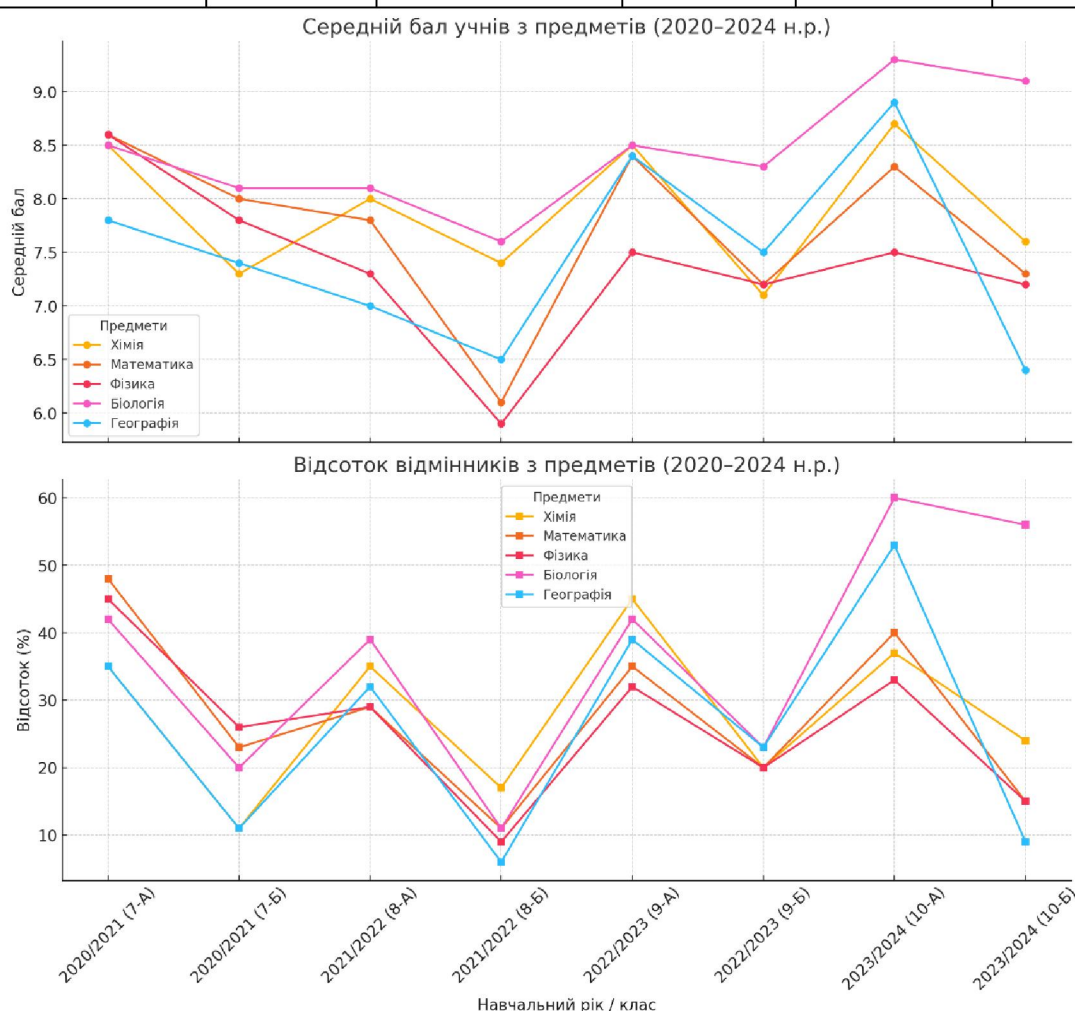 Середній бал учнів з предметів (2020–2024 н.р.)
Середній бал
9.0
8.5
8.0
7.5
7.0
6.5
6.0
Предмети
Хімія
Математика
Фізика
Біологія
Географія
Відсоток відмінників з предметів (2020–2024 н.р.)
Відсоток (%)
60
50
40
30
20
10
Предмети
Хімія
Математика
Фізика
Біологія
Географія
2020/2021 (7-А)
2020/2021 (7-Б)
2021/2022 (8-А)
2021/2022 (8-Б)
2022/2023 (9-А)
2022/2023 (9-Б)
2023/2024 (10-А)
2023/2024 (10-Б)
Навчальний рік / клас